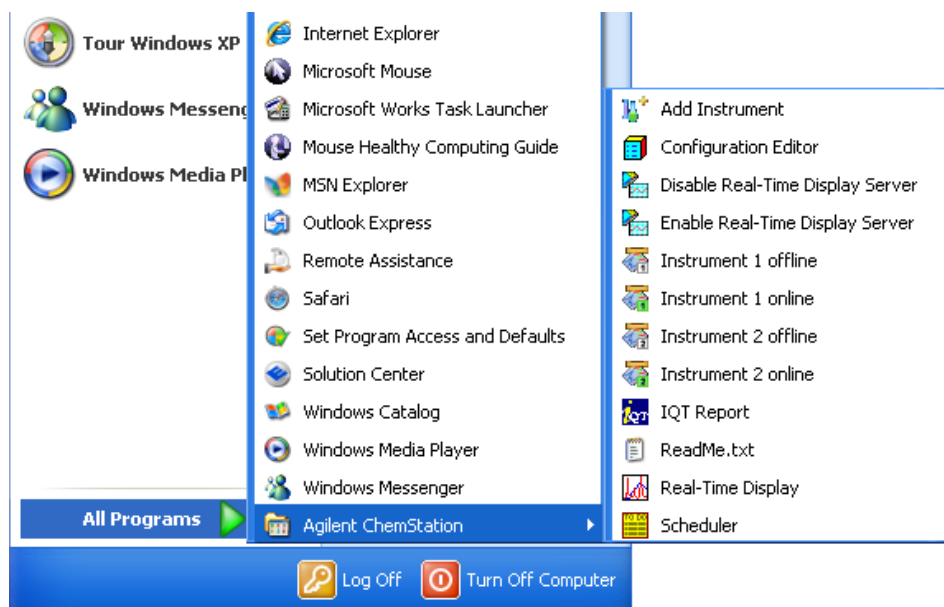 Tour Windows XP
Windows Messeng
Windows Media Pl
All Programs
Internet Explorer
Microsoft Mouse
Microsoft Works Task Launcher
Mouse Healthy Computing Guide
MSN Explorer
Outlook Express
Remote Assistance
Safari
Set Program Access and Defaults
Solution Center
Windows Catalog
Windows Media Player
Windows Messenger
Agilent ChemStation
Add Instrument
Configuration Editor
Disable Real-Time Display Server
Enable Real-Time Display Server
Instrument 1 offline
Instrument 1 online
Instrument 2 offline
Instrument 2 online
IQT Report
ReadMe.txt
Real-Time Display
Scheduler
Log Off
Turn Off Computer